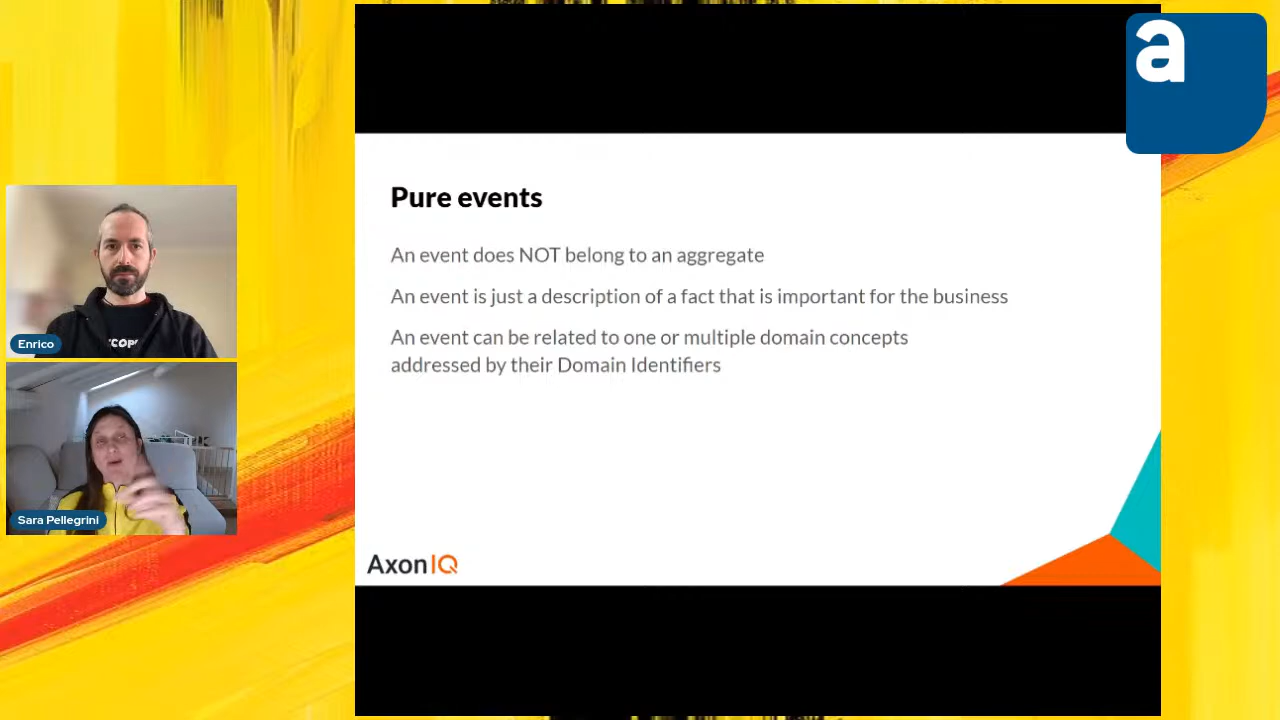 a
Pure events
An event does NOT belong to an aggregate
An event is just a description of a fact that is important for the business
An event can be related to one or multiple domain concepts
addressed by their Domain Identifiers
Enrico
Sara Pellegrini
AxonIQ